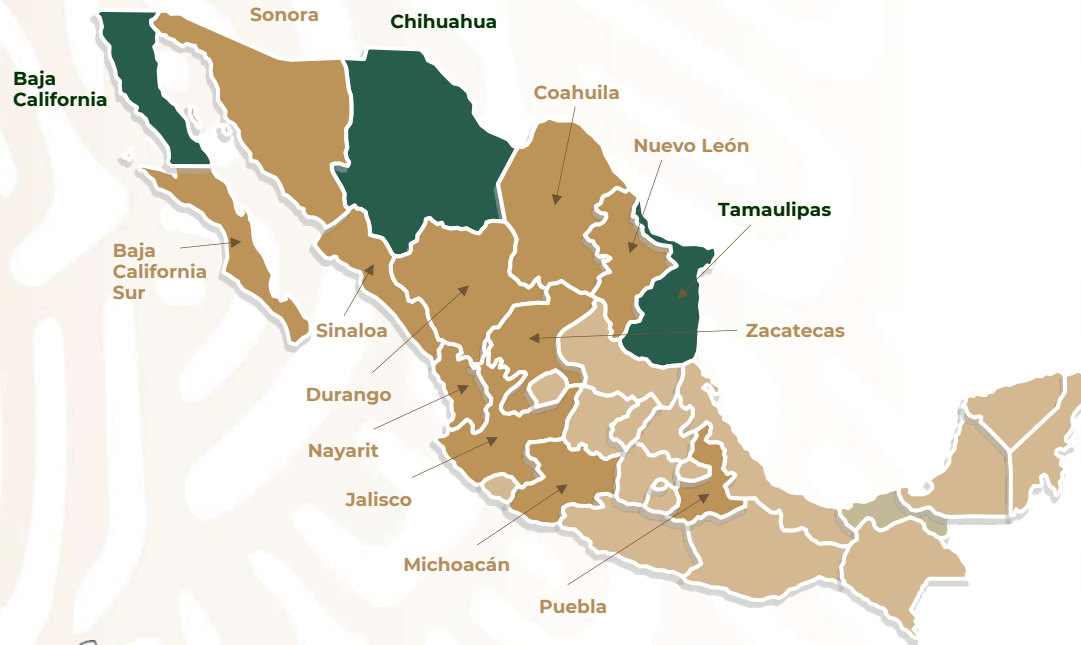 Sonora
Chihuahua
Baja
California
Coahuila
Nuevo León
Tamaulipas
Baja
California
Sur
Sinaloa
Zacatecas
Durango
Nayarit
Jalisco
Michoacán
Puebla